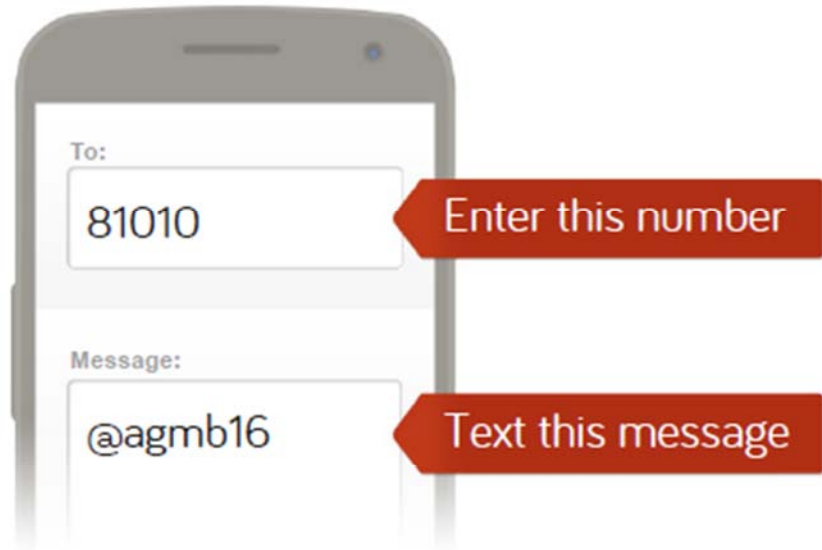 To:
81010
Enter this number
Message:
@agmb16
Text this message